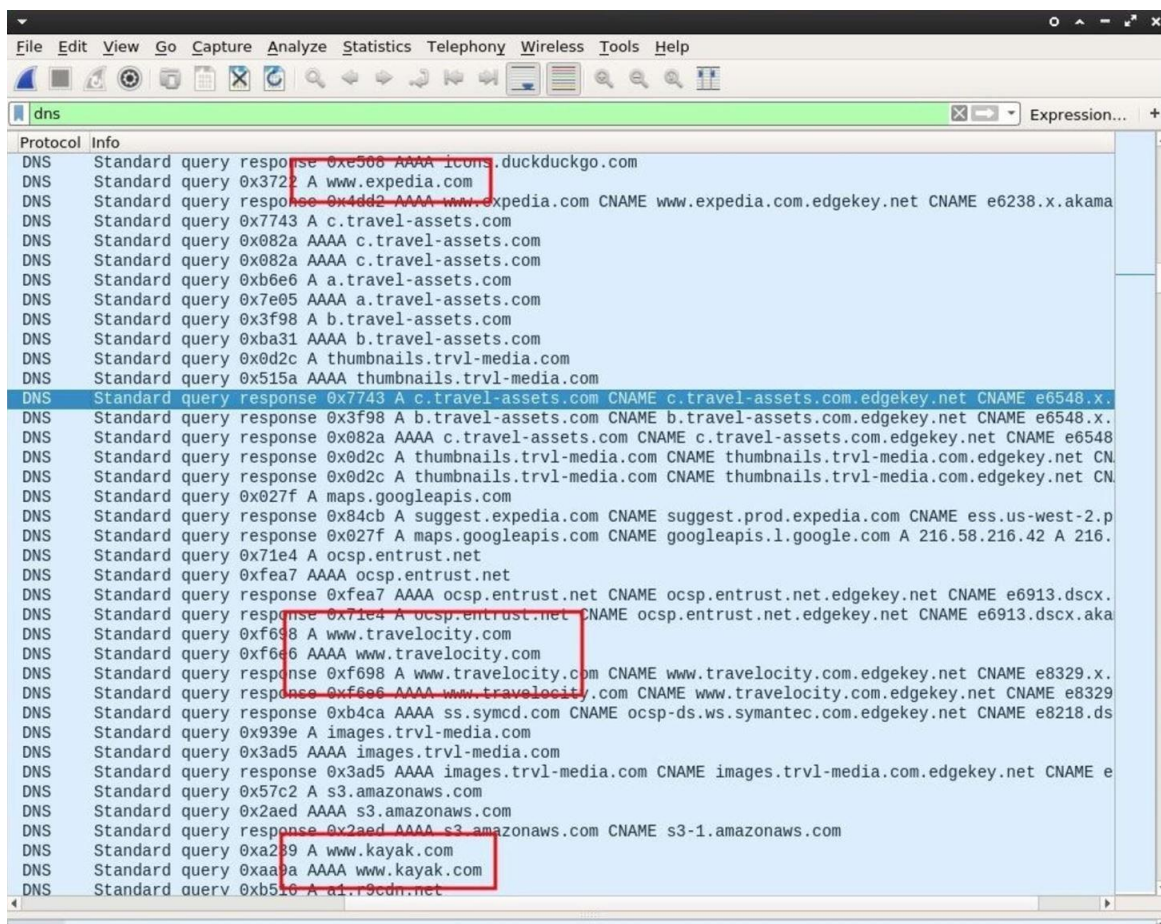 File Edit View Go Capture Analyze Statistics Telephony Wireless Tools Help
dns Expression... +
Protocol Info
DNS Standard query response 0xe568 AAAA icons.duckduckgo.com
DNS Standard query 0x3722 A www.expedia.com
DNS Standard query response 0x4dd2 AAAA www.expedia.com CNAME www.expedia.com.edgekey.net CNAME e6238.x.akama
DNS Standard query 0x7743 A c.travel-assets.com
DNS Standard query 0x082a AAAA c.travel-assets.com
DNS Standard query 0x082a AAAA c.travel-assets.com
DNS Standard query 0xb6e6 A a.travel-assets.com
DNS Standard query 0x7e05 AAAA a.travel-assets.com
DNS Standard query 0x3f98 A b.travel-assets.com
DNS Standard query 0xba31 AAAA b.travel-assets.com
DNS Standard query 0x0d2c A thumbnails.trvl-media.com
DNS Standard query 0x515a AAAA thumbnails.trvl-media.com
DNS Standard query response 0x7743 A c.travel-assets.com CNAME c.travel-assets.com.edgekey.net CNAME e6548.x.
DNS Standard query response 0x3f98 A b.travel-assets.com CNAME b.travel-assets.com.edgekey.net CNAME e6548.x.
DNS Standard query response 0x082a AAAA c.travel-assets.com CNAME c.travel-assets.com.edgekey.net CNAME e6548
DNS Standard query response 0x0d2c A thumbnails.trvl-media.com CNAME thumbnails.trvl-media.com.edgekey.net CN
DNS Standard query response 0x0d2c A thumbnails.trvl-media.com CNAME thumbnails.trvl-media.com.edgekey.net CN
DNS Standard query 0x027f A maps.googleapis.com
DNS Standard query response 0x84cb A suggest.expedia.com CNAME suggest.prod.expedia.com CNAME ess.us-west-2.p
DNS Standard query response 0x027f A maps.googleapis.com CNAME googleapis.l.google.com A 216.58.216.42 A 216.
DNS Standard query 0x71e4 A ocsp.entrust.net
DNS Standard query 0xfea7 AAAA ocsp.entrust.net
DNS Standard query response 0xfea7 AAAA ocsp.entrust.net CNAME ocsp.entrust.net.edgekey.net CNAME e6913.dscx.
DNS Standard query response 0x71e4 A ocsp.entrust.net CNAME ocsp.entrust.net.edgekey.net CNAME e6913.dscx.aka
DNS Standard query 0xf698 A www.travelocity.com
DNS Standard query 0xf6e6 AAAA www.travelocity.com
DNS Standard query response 0xf698 A www.travelocity.com CNAME www.travelocity.com.edgekey.net CNAME e8329.x.
DNS Standard query response 0xf6e6 AAAA www.travelocity.com CNAME www.travelocity.com.edgekey.net CNAME e8329
DNS Standard query response 0xb4ca AAAA ss.symcd.com CNAME ocsp-ds.ws.symantec.com.edgekey.net CNAME e8218.ds
DNS Standard query 0x939e A images.trvl-media.com
DNS Standard query 0x3ad5 AAAA images.trvl-media.com
DNS Standard query response 0x3ad5 AAAA images.trvl-media.com CNAME images.trvl-media.com.edgekey.net CNAME e
DNS Standard query 0x57c2 A s3.amazonaws.com
DNS Standard query 0x2aed AAAA s3.amazonaws.com
DNS Standard query response 0x2aed AAAA s3.amazonaws.com CNAME s3-1.amazonaws.com
DNS Standard query 0xa239 A www.kayak.com
DNS Standard query 0xaa9a AAAA www.kayak.com
DNS Standard query 0xb516 A a1.r9cdn.net